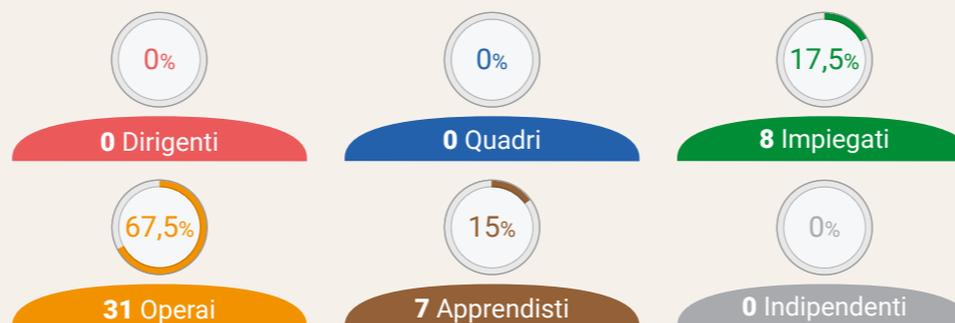 0% 0% 17,5%
0 Dirigenti 0 Quadri 8 Impiegati
67,5% 15% 0%
31 Operai 7 Apprendisti 0 Indipendenti